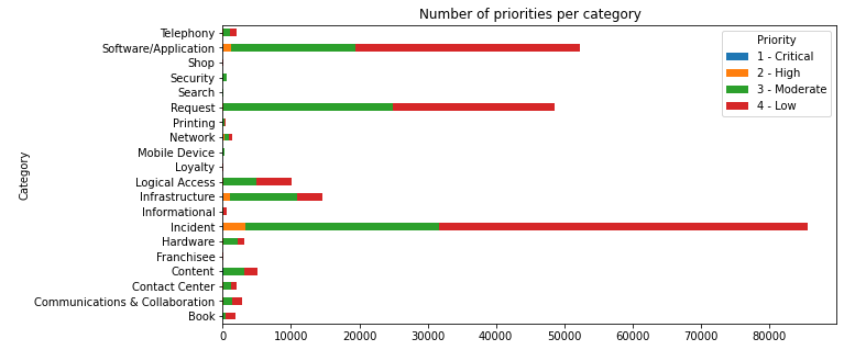 Number of priorities per category
Priority
1 - Critical
2 - High
3 - Moderate
4 - Low
Category
Telephony
Software/Application
Shop
Security
Search
Request
Printing
Network
Mobile Device
Loyalty
Logical Access
Infrastructure
Informational
Incident
Hardware
Franchisee
Content
Contact Center
Communications & Collaboration
Book
0 10000 20000 30000 40000 50000 60000 70000 80000